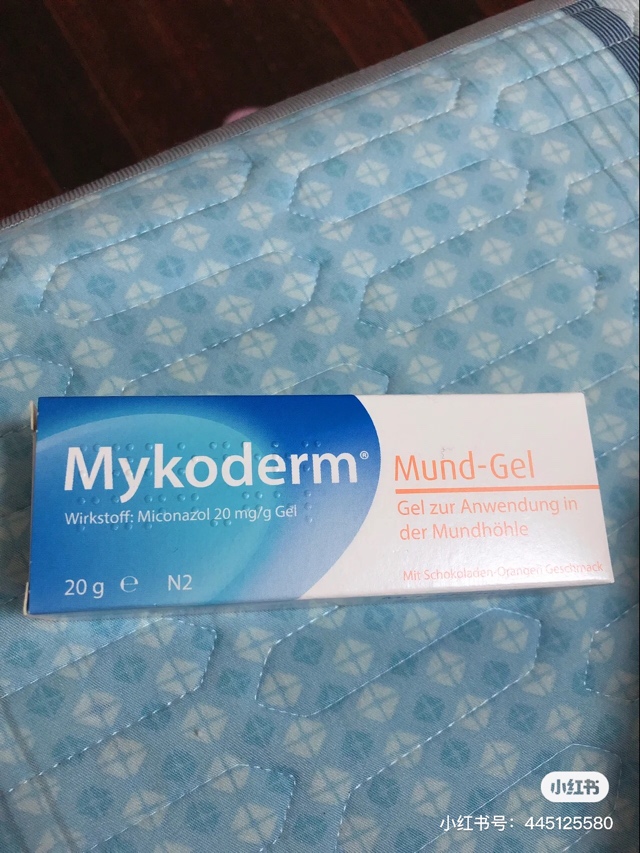 Mykoderm®
Wirkstoff: Miconazol 20 mg/g Gel
20 g ℮ N2
Mund-Gel
Gel zur Anwendung in
der Mundhöhle
Mit Schokoladen-Orangen Geschmack
小红书
小红书号: 445125580